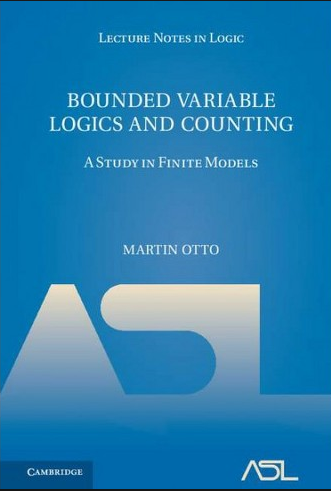 LECTURE NOTES IN LOGIC
BOUNDED VARIABLE
LOGICS AND COUNTING
A STUDY IN FINITE MODELS
MARTIN OTTO
ASL
CAMBRIDGE
ASL